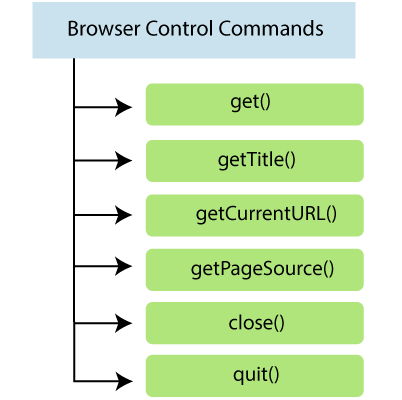 Browser Control Commands
get()
getTitle()
getCurrentURL()
getPageSource()
close()
quit()